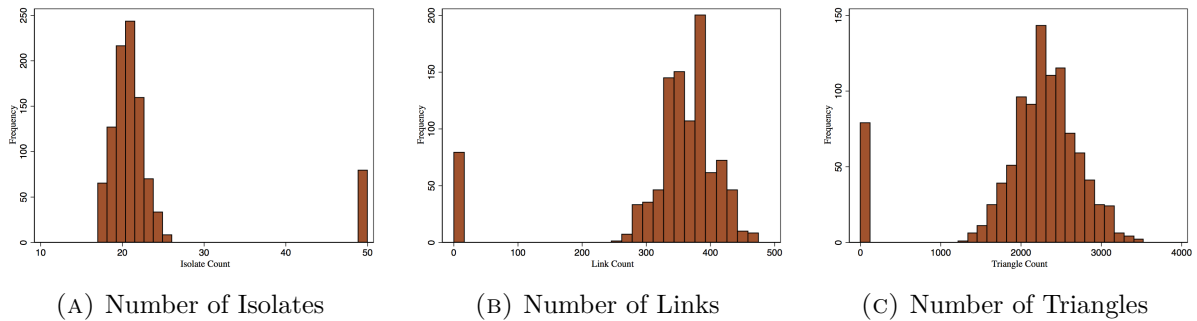 0 50 100 150 200 250
Frequency
10 20 30 40 50
Isolate Count
(A) Number of Isolates
0 50 100 150 200
Frequency
0 100 200 300 400 500
Link Count
(B) Number of Links
0 50 100 150
Frequency
0 1000 2000 3000 4000
Triangle Count
(C) Number of Triangles